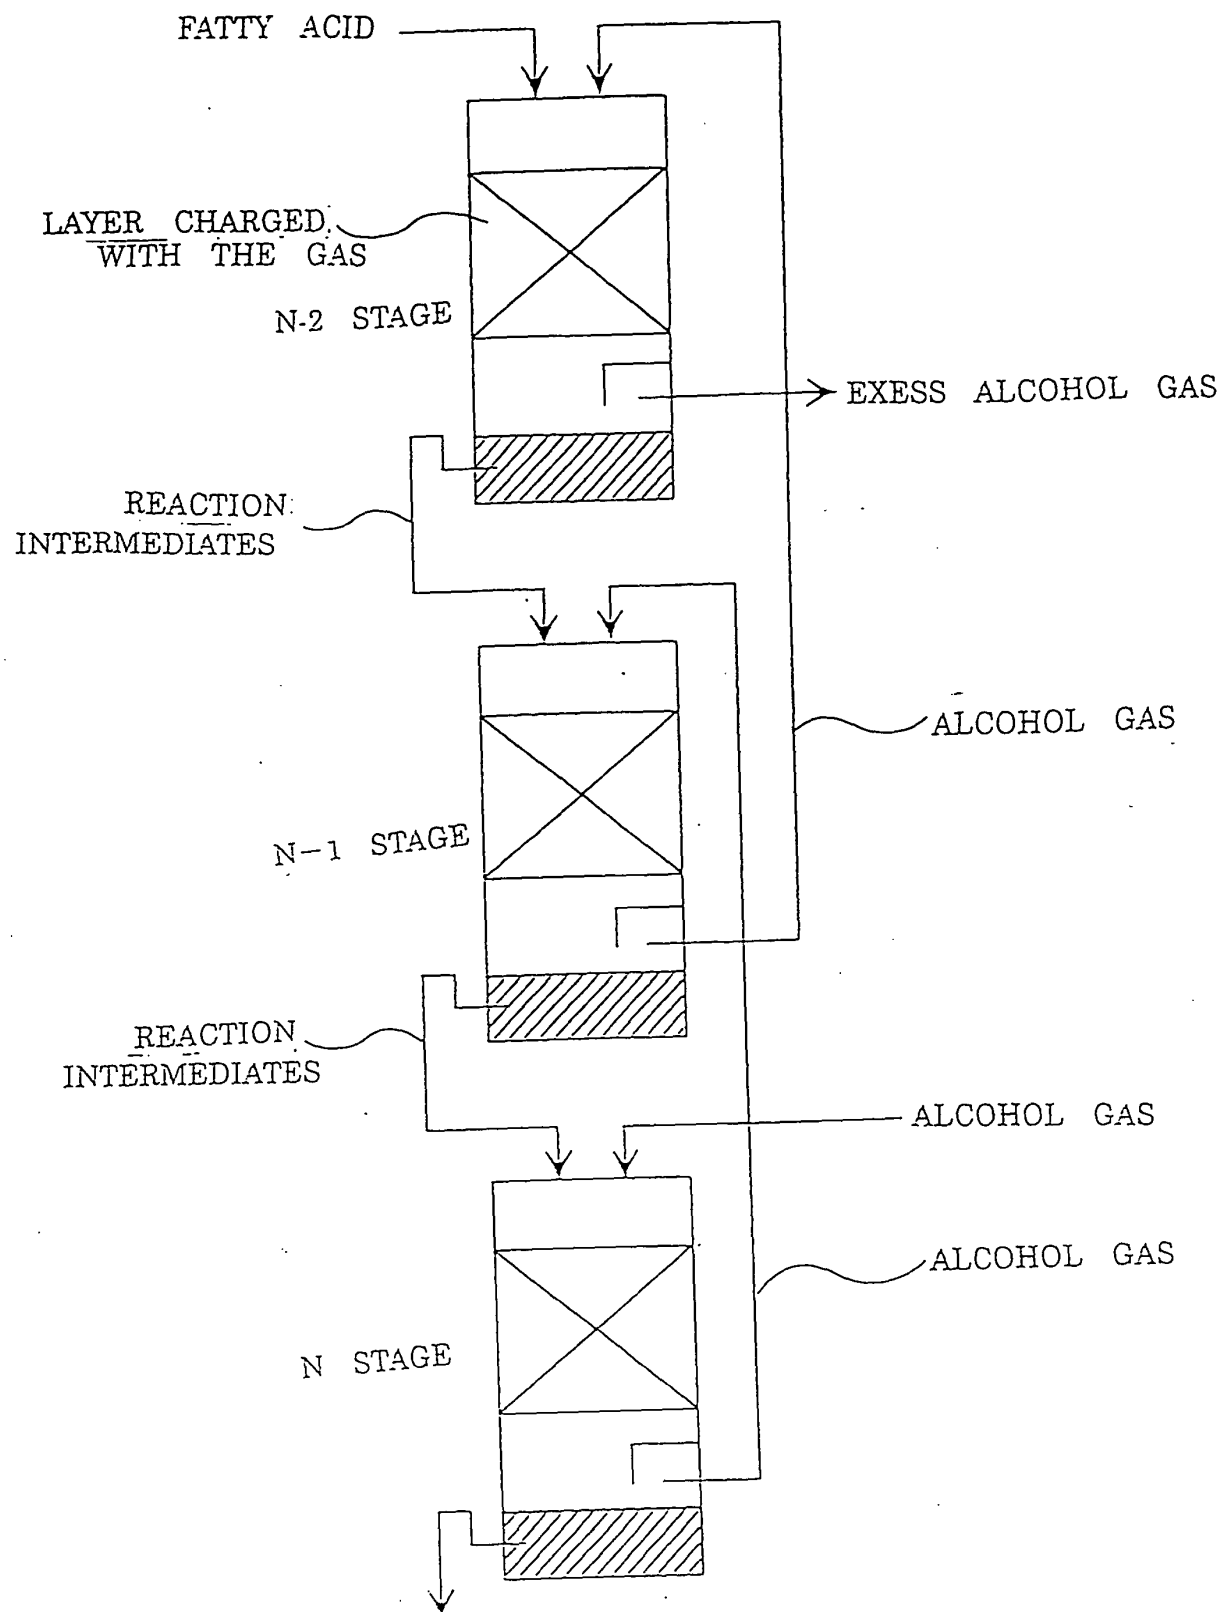 FATTY ACID
LAYER CHARGED
WITH THE GAS
N-2 STAGE
EXESS ALCOHOL GAS
REACTION
INTERMEDIATES
ALCOHOL GAS
N-1 STAGE
REACTION
INTERMEDIATES
ALCOHOL GAS
ALCOHOL GAS
N STAGE